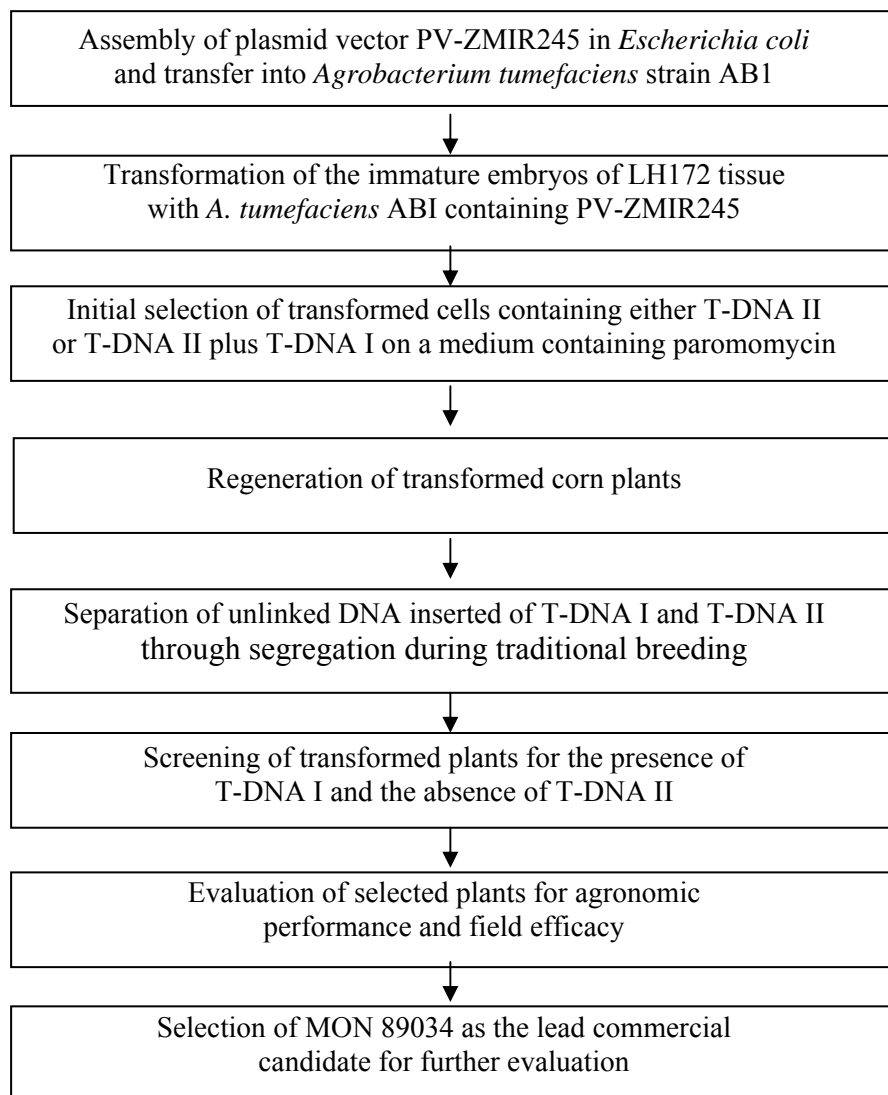 Assembly of plasmid vector PV-ZMIR245 in Escherichia coli
and transfer into Agrobacterium tumefaciens strain AB1
Transformation of the immature embryos of LH172 tissue
with A. tumefaciens ABI containing PV-ZMIR245
Initial selection of transformed cells containing either T-DNA II
or T-DNA II plus T-DNA I on a medium containing paromomycin
Regeneration of transformed corn plants
Separation of unlinked DNA inserted of T-DNA I and T-DNA II
through segregation during traditional breeding
Screening of transformed plants for the presence of
T-DNA I and the absence of T-DNA II
Evaluation of selected plants for agronomic
performance and field efficacy
Selection of MON 89034 as the lead commercial
candidate for further evaluation